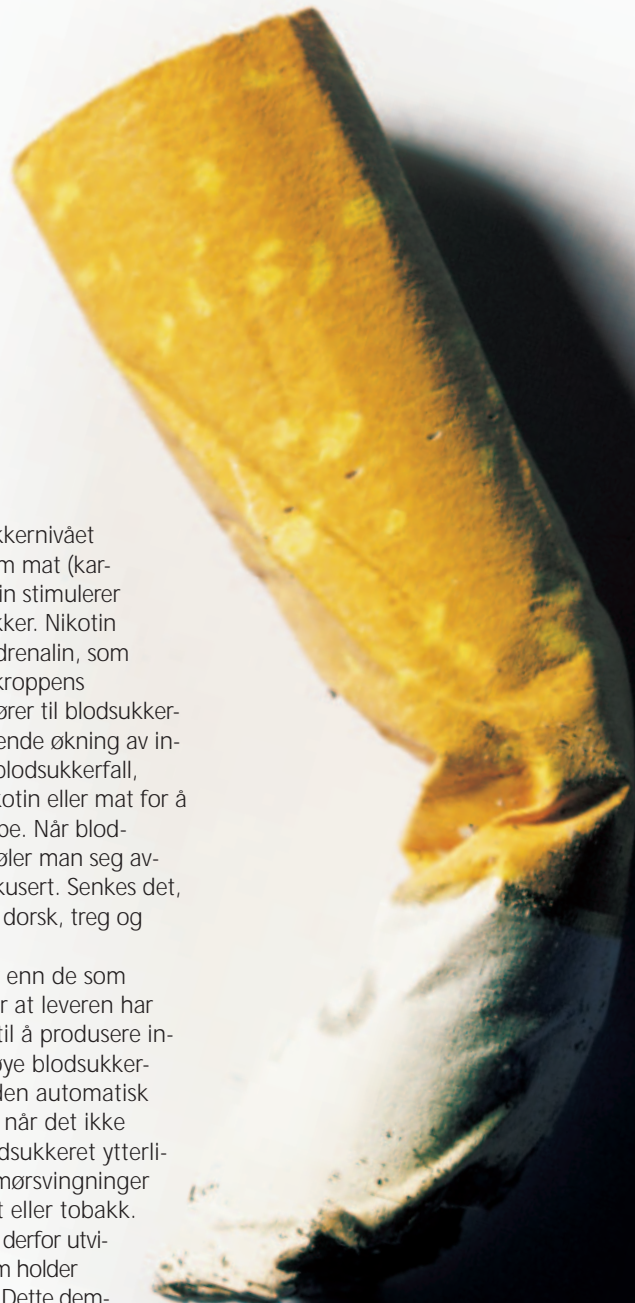 kkernivået
m mat (kar-
in stimulerer
kker. Nikotin
drenalin, som
kroppens
ører til blodsukker-
ende økning av in-
blodsukkerfall,
kotin eller mat for å
pe. Når blod-
øler man seg av-
kusert. Senkes det,
dorsk, treg og
enn de som
r at leveren har
til å produsere in-
øye blodsukker-
den automatisk
når det ikke
dsukkeret ytterli-
mørsvingninger
t eller tobakk.
derfor utvi-
m holder
Dette dem-